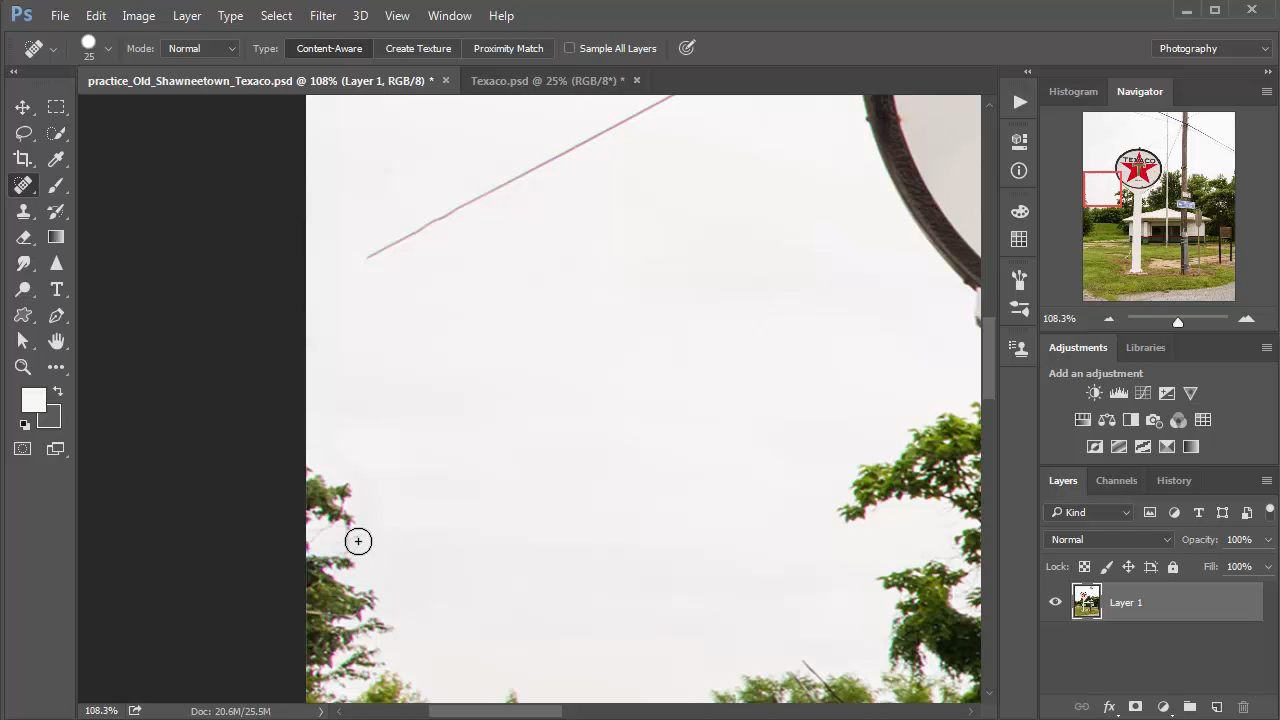 Ps File Edit Image Layer Type Select Filter 3D View Window Help
25 Mode: Normal Type: Content-Aware Create Texture Proximity Match Sample All Layers Photography
practice_Old_Shawneetown_Texaco.psd @ 108% (Layer 1, RGB/8) * Texaco.psd @ 25% (RGB/8*) *
Histogram Navigator
TEXACO
108.3%
Adjustments Libraries
Add an adjustment
Layers Channels History
Kind
Normal Opacity: 100%
Lock: Fill: 100%
Layer 1
108.3% Doc: 20.6M/25.5M